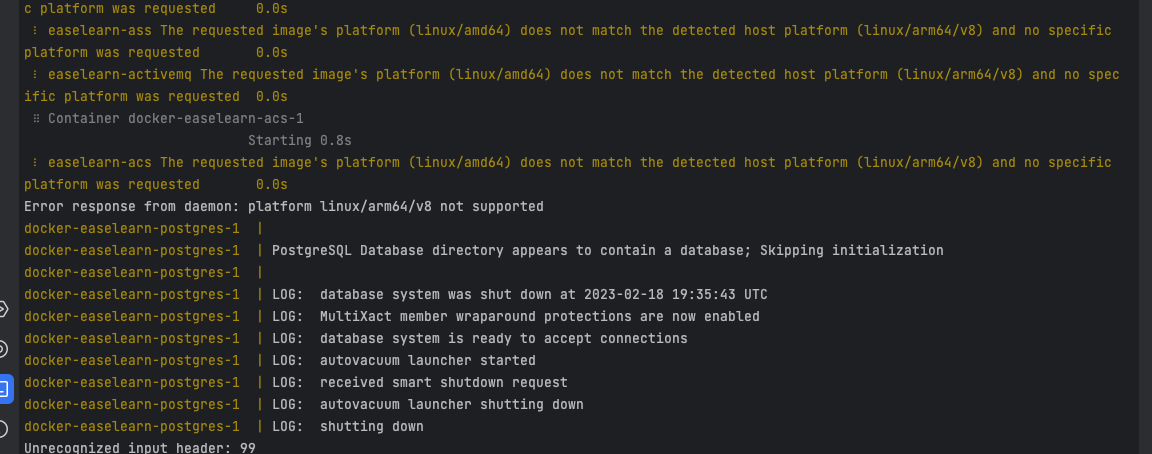 c platform was requested     0.0s
⠇ easelearn-ass The requested image's platform (linux/amd64) does not match the detected host platform (linux/arm64/v8) and no specific
platform was requested       0.0s
⠇ easelearn-activemq The requested image's platform (linux/amd64) does not match the detected host platform (linux/arm64/v8) and no spec
ific platform was requested  0.0s
⠿ Container docker-easelearn-acs-1
Starting 0.8s
⠇ easelearn-acs The requested image's platform (linux/amd64) does not match the detected host platform (linux/arm64/v8) and no specific
platform was requested       0.0s
Error response from daemon: platform linux/arm64/v8 not supported
docker-easelearn-postgres-1  |
docker-easelearn-postgres-1  | PostgreSQL Database directory appears to contain a database; Skipping initialization
docker-easelearn-postgres-1  |
docker-easelearn-postgres-1  | LOG:  database system was shut down at 2023-02-18 19:35:43 UTC
docker-easelearn-postgres-1  | LOG:  MultiXact member wraparound protections are now enabled
docker-easelearn-postgres-1  | LOG:  database system is ready to accept connections
docker-easelearn-postgres-1  | LOG:  autovacuum launcher started
docker-easelearn-postgres-1  | LOG:  received smart shutdown request
docker-easelearn-postgres-1  | LOG:  autovacuum launcher shutting down
docker-easelearn-postgres-1  | LOG:  shutting down
Unrecognized input header: 99